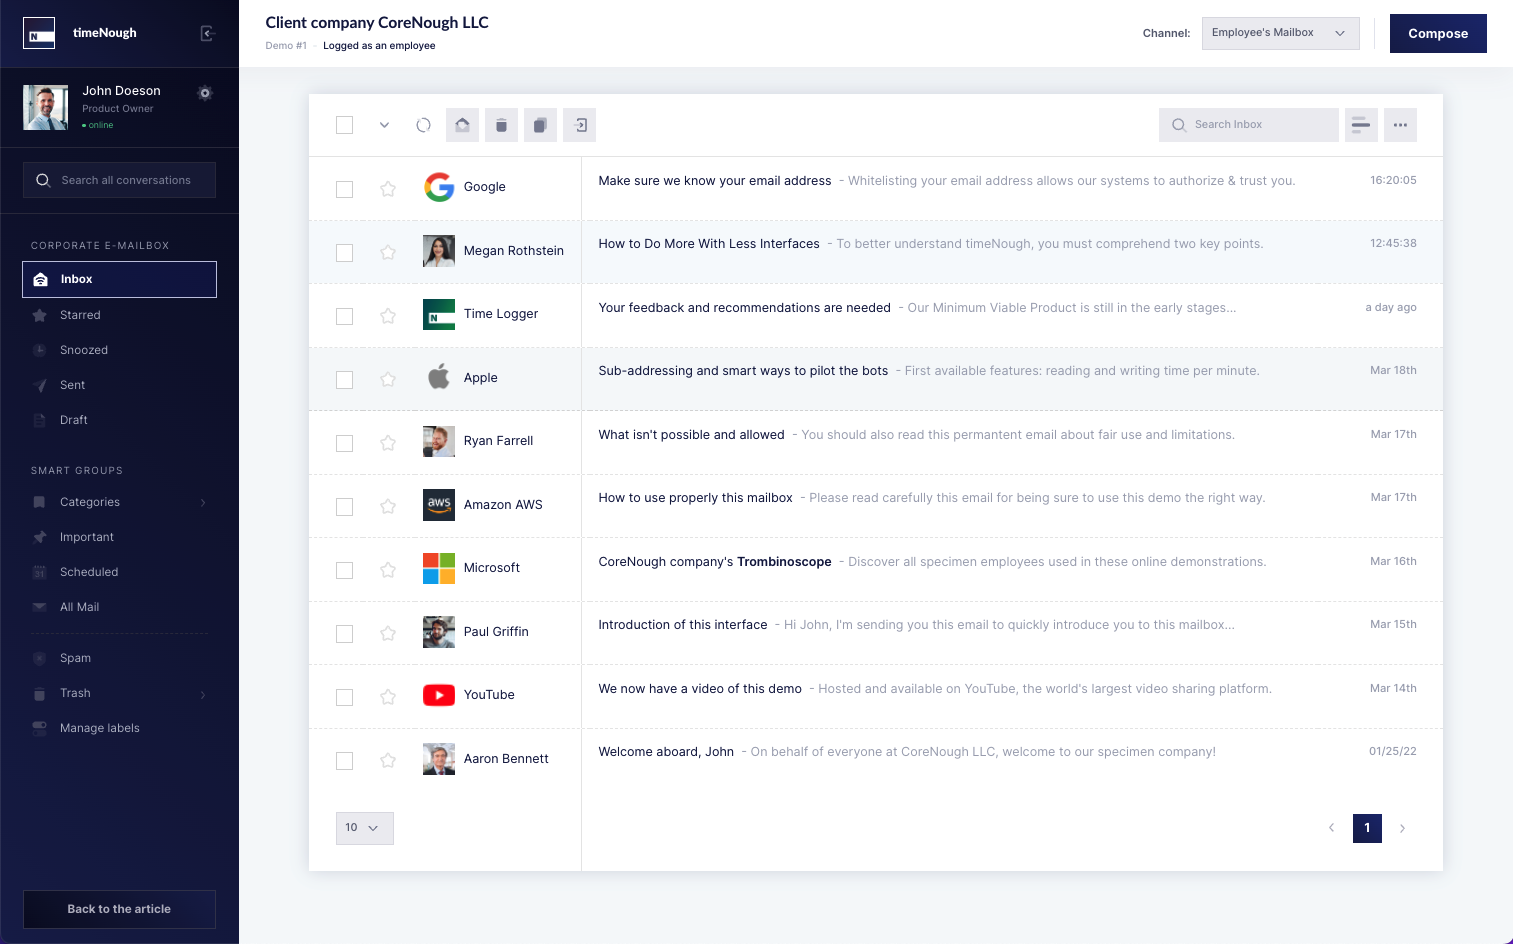 timeNough
John Doeson
Product Owner
online
Search all conversations
CORPORATE E-MAILBOX
Inbox
Starred
Snoozed
Sent
Draft
SMART GROUPS
Categories
Important
31 Scheduled
All Mail
Spam
Trash
Manage labels
Back to the article
Client company CoreNough LLC
Demo #1 - Logged as an employee
Channel: Employee's Mailbox
Compose
Search Inbox
Google Make sure we know your email address - Whitelisting your email address allows our systems to authorize & trust you. 16:20:05
Megan Rothstein How to Do More With Less Interfaces - To better understand timeNough, you must comprehend two key points. 12:45:38
N Time Logger Your feedback and recommendations are needed - Our Minimum Viable Product is still in the early stages... a day ago
Apple Sub-addressing and smart ways to pilot the bots - First available features: reading and writing time per minute. Mar 18th
Ryan Farrell What isn't possible and allowed - You should also read this permantent email about fair use and limitations. Mar 17th
aws Amazon AWS How to use properly this mailbox - Please read carefully this email for being sure to use this demo the right way. Mar 17th
Microsoft CoreNough company's Trombinoscope - Discover all specimen employees used in these online demonstrations. Mar 16th
Paul Griffin Introduction of this interface - Hi John, I'm sending you this email to quickly introduce you to this mailbox... Mar 15th
YouTube We now have a video of this demo - Hosted and available on YouTube, the world's largest video sharing platform. Mar 14th
Aaron Bennett Welcome aboard, John - On behalf of everyone at CoreNough LLC, welcome to our specimen company! 01/25/22
10
1